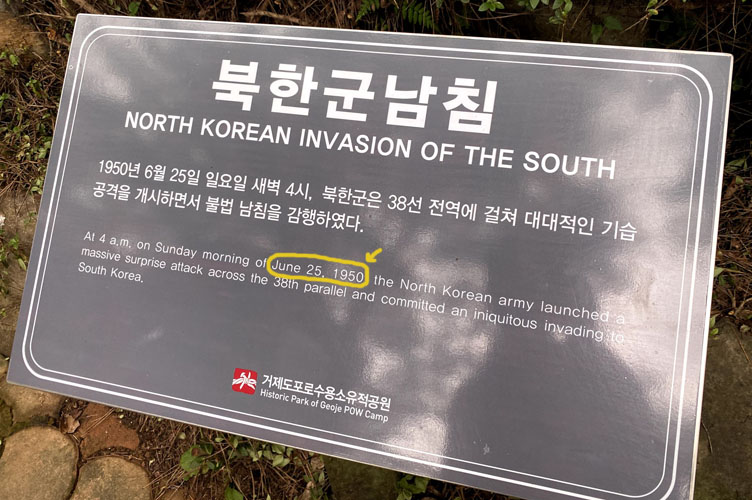 북한군남침
NORTH KOREAN INVASION OF THE SOUTH
1950년 6월 25일 일요일 새벽 4시, 북한군은 38선 전역에 걸쳐 대대적인 기습
공격을 개시하면서 불법 남침을 감행하였다.
At 4 a,m, on Sunday morning of June 25, 1950, the North Korean army launched a
massive surprise attack across the 38th parallel and committed an iniquitous invading to
South Korea.
거제도포로수용소유적공원
Historic Park of Geoje POW Camp